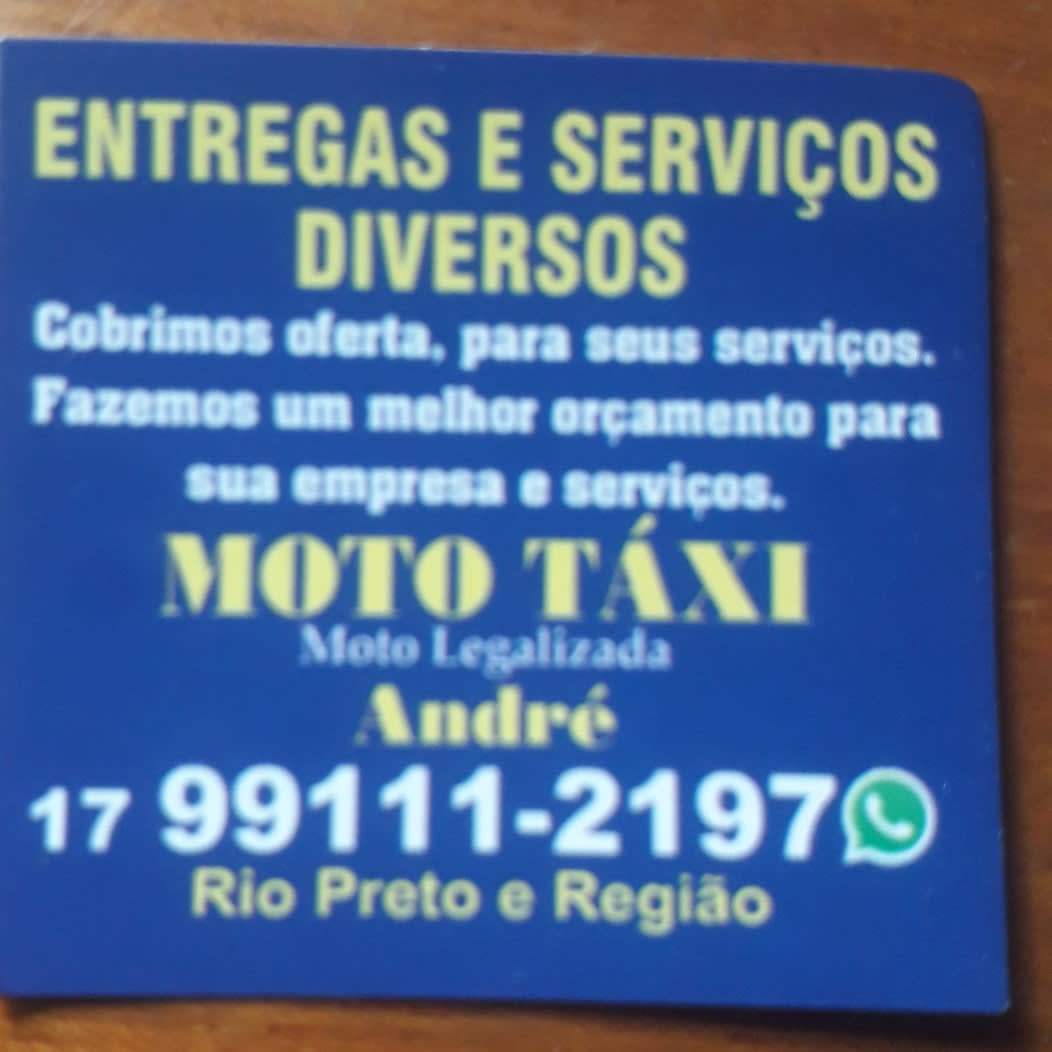 ENTREGAS E SERVIÇOS
DIVERSOS
Cobrimos oferta, para seus serviços.
Fazemos um melhor orçamento para
sua empresa e serviços.
MOTO TÁXI
Moto Legalizada
André
17 99111-2197
Rio Preto e Região